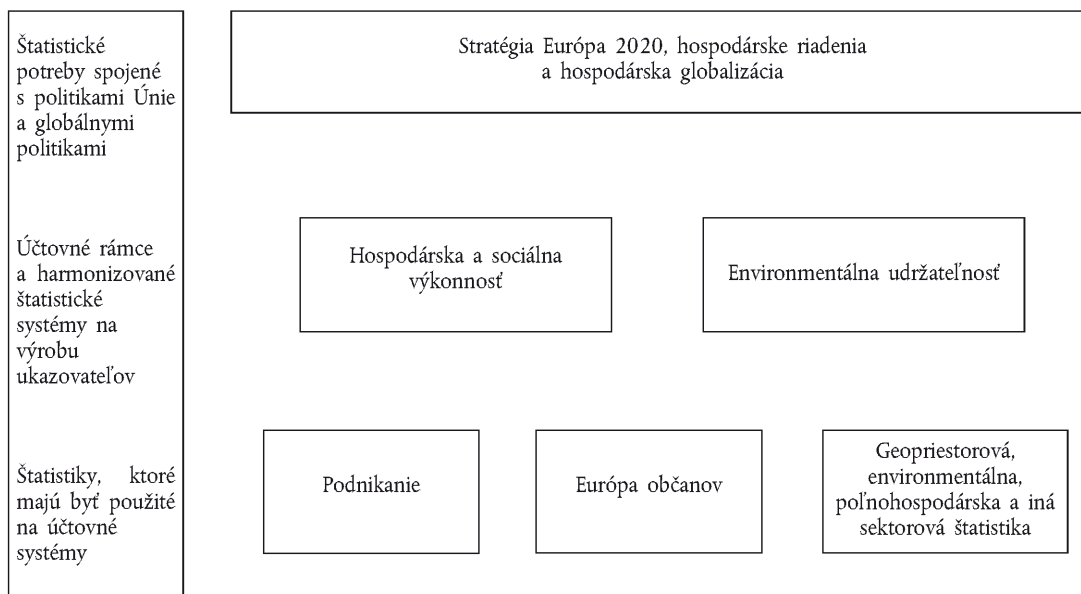 Štatistické
potreby spojené
s politikami Únie
a globálnymi
politikami
Stratégia Európa 2020, hospodárske riadenia
a hospodárska globalizácia
Účtovné rámce
a harmonizované
štatistické
systémy na
výrobu
ukazovateľov
Hospodárska a sociálna
výkonnosť
Environmentálna udržateľnosť
Štatistiky, ktoré
majú byť použité
na účtovné
systémy
Podnikanie
Európa občanov
Geopriestorová,
environmentálna,
poľnohospodárska a iná
sektorová štatistika